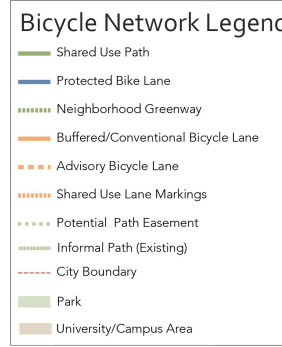 Bicycle Network Legend
Shared Use Path
Protected Bike Lane
Neighborhood Greenway
Buffered/Conventional Bicycle Lane
Advisory Bicycle Lane
Shared Use Lane Markings
Potential Path Easement
Informal Path (Existing)
City Boundary
Park
University/Campus Area